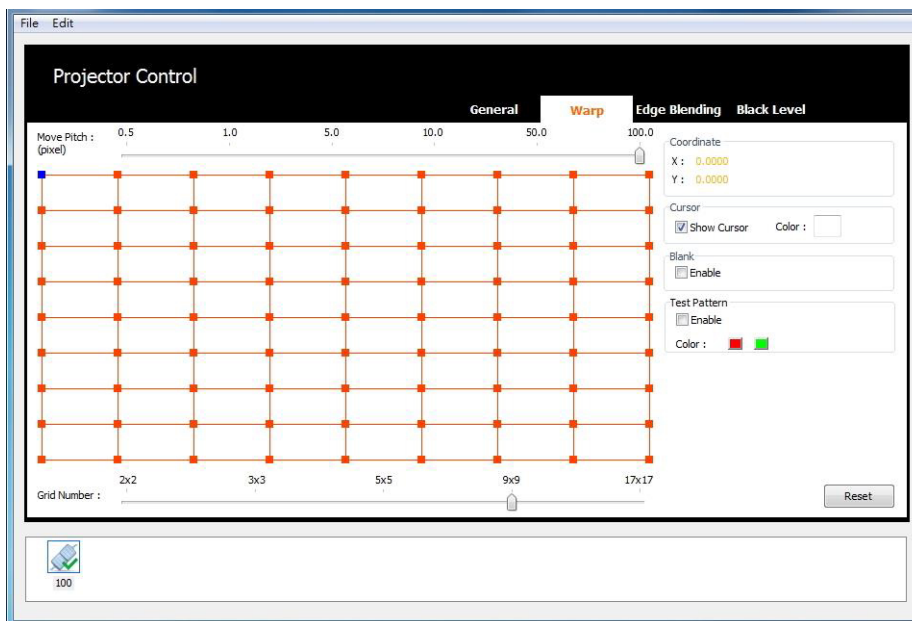 File Edit
Projector Control
General Warp Edge Blending Black Level
Move Pitch :
(pixel)
0.5 1.0 5.0 10.0 50.0 100.0
Coordinate
X : 0.0000
Y : 0.0000
Cursor
Show Cursor Color :
Blank
Enable
Test Pattern
Enable
Color :
2x2 3x3 5x5 9x9 17x17
Grid Number :
Reset
100